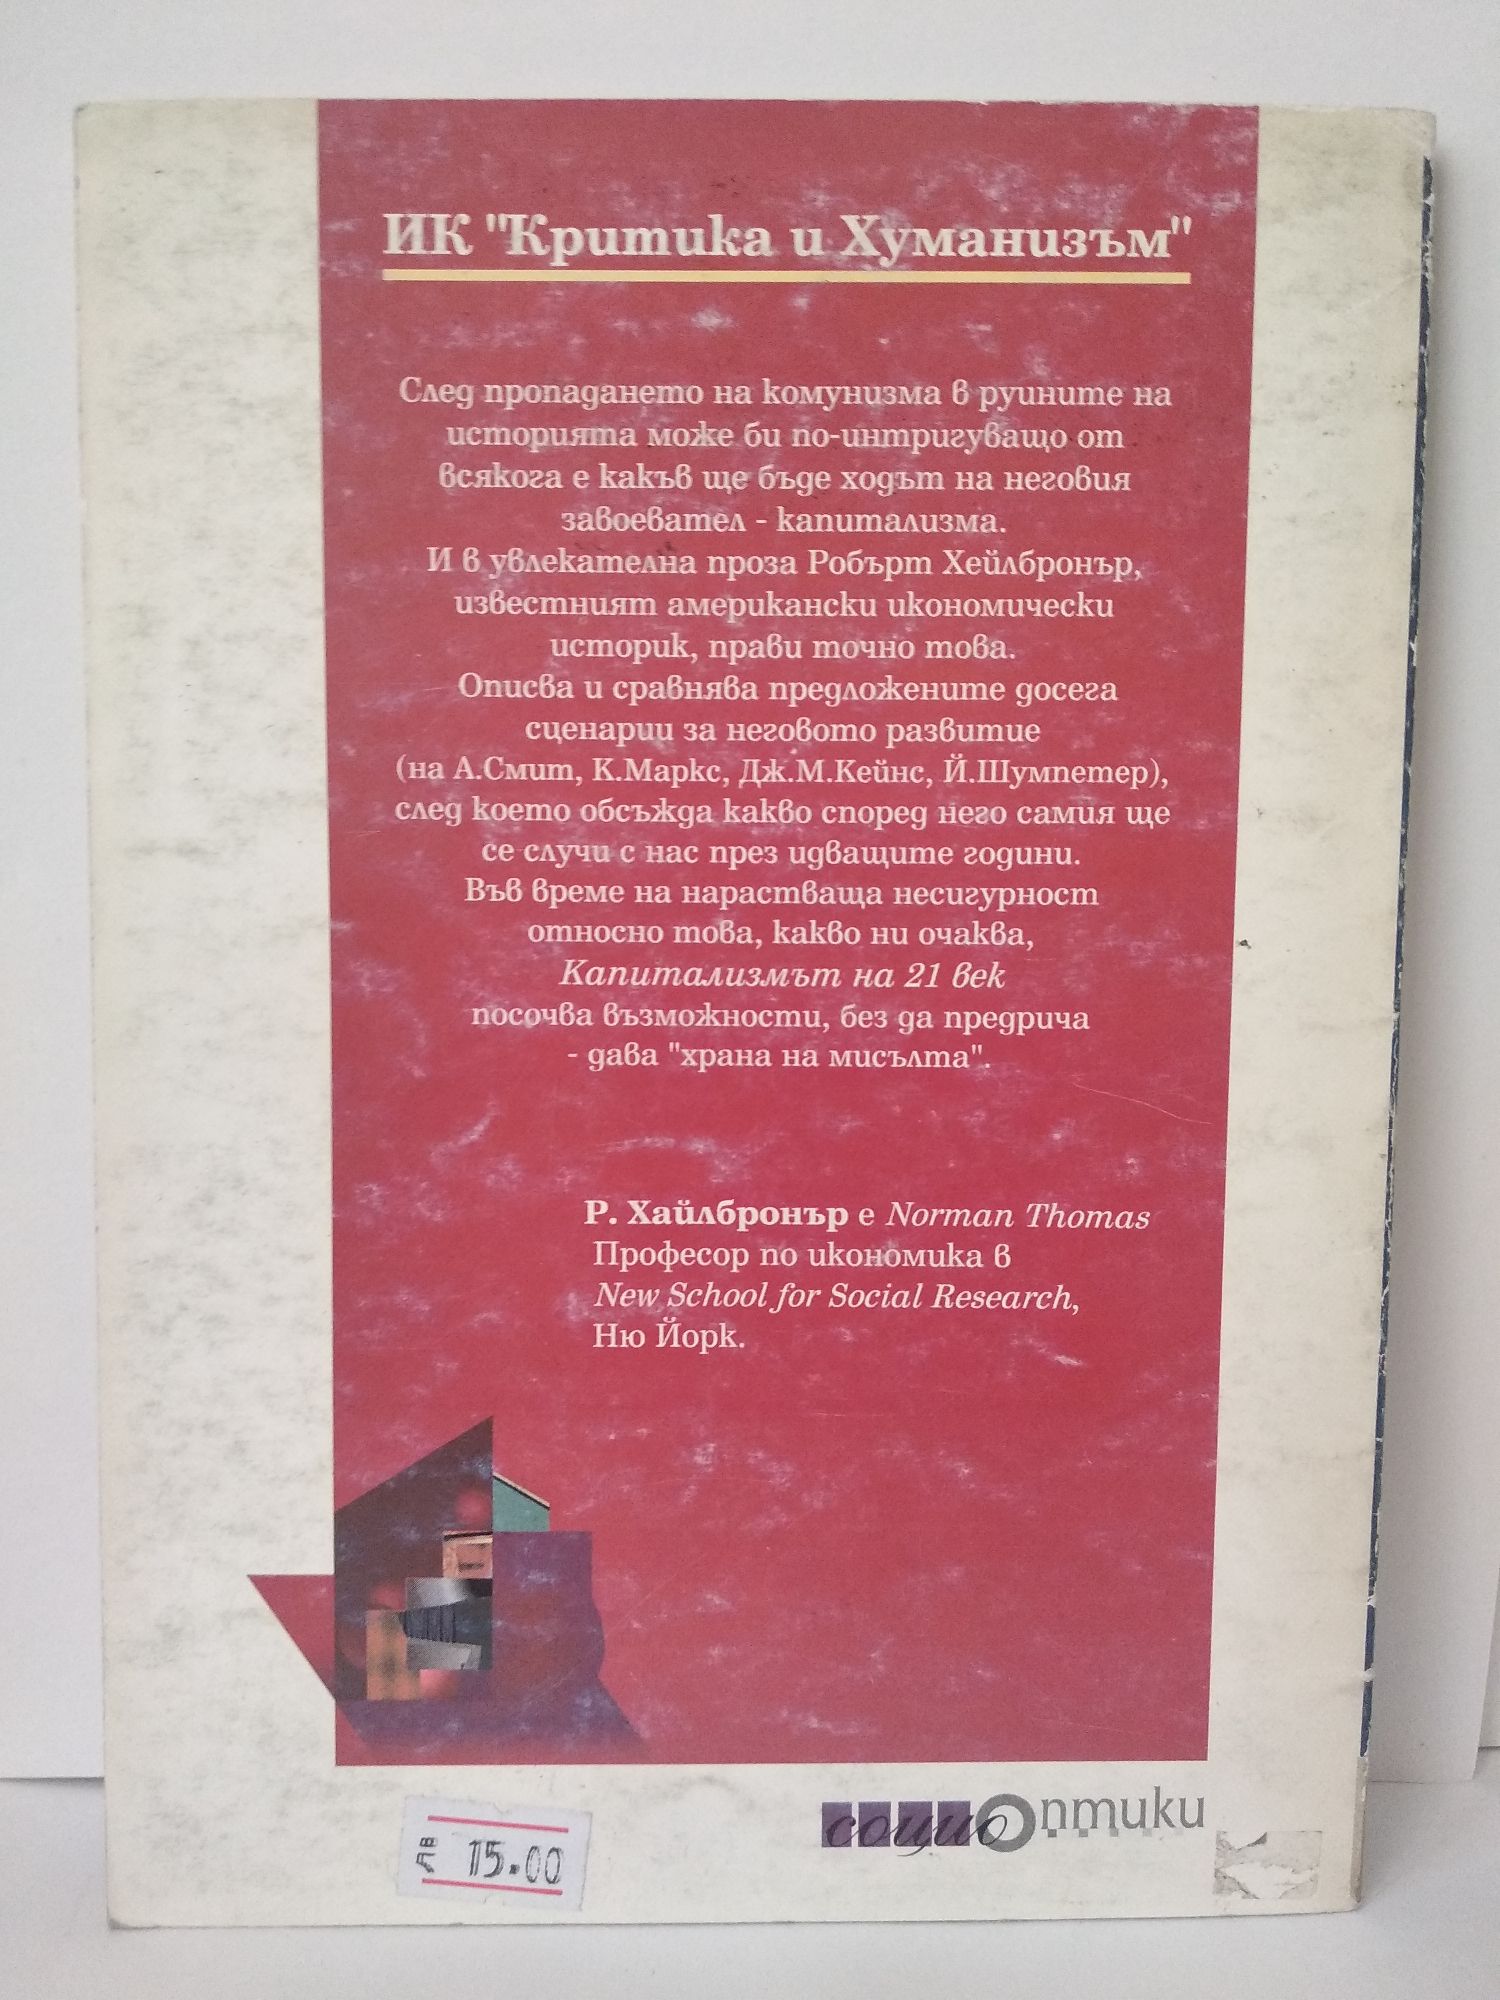 ИК "Критика и Хуманизъм"
След пропадането на комунизма в руините на
историята може би по-интригуващо от
всякога е какъв ще бъде ходът на неговия
завоевател - капитализма.
И в увлекателна проза Робърт Хейлбронър,
известният американски икономически
историк, прави точно това.
Описва и сравнява предложените досега
сценарии за неговото развитие
(на А.Смит, К.Маркс, Дж.М.Кейнс, Й.Шумпетер),
след което обсъжда какво според него самия ще
се случи с нас през идващите години.
Във време на нарастваща несигурност
относно това, какво ни очаква,
Капитализмът на 21 век
посочва възможности, без да предрича
- дава "храна на мисълта".
Р. Хайлбронър е Norman Thomas
Професор по икономика в
New School for Social Research,
Ню Йорк.
социоОптики
лв 15.00